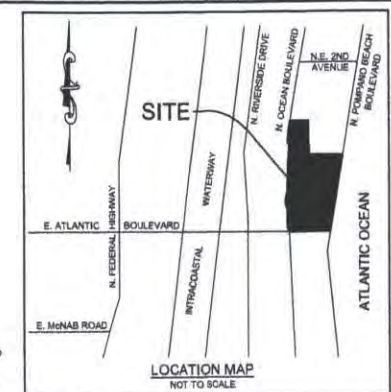 N. FEDERAL HIGHWAY
INTRACOASTAL
WATERWAY
N. RIVERSIDE DRIVE
N. OCEAN BOULEVARD
N.E. 2ND
AVENUE
N. POMPANO BEACH
BOULEVARD
SITE
E. ATLANTIC
BOULEVARD
ATLANTIC OCEAN
E. McNAB ROAD
LOCATION MAP
NOT TO SCALE